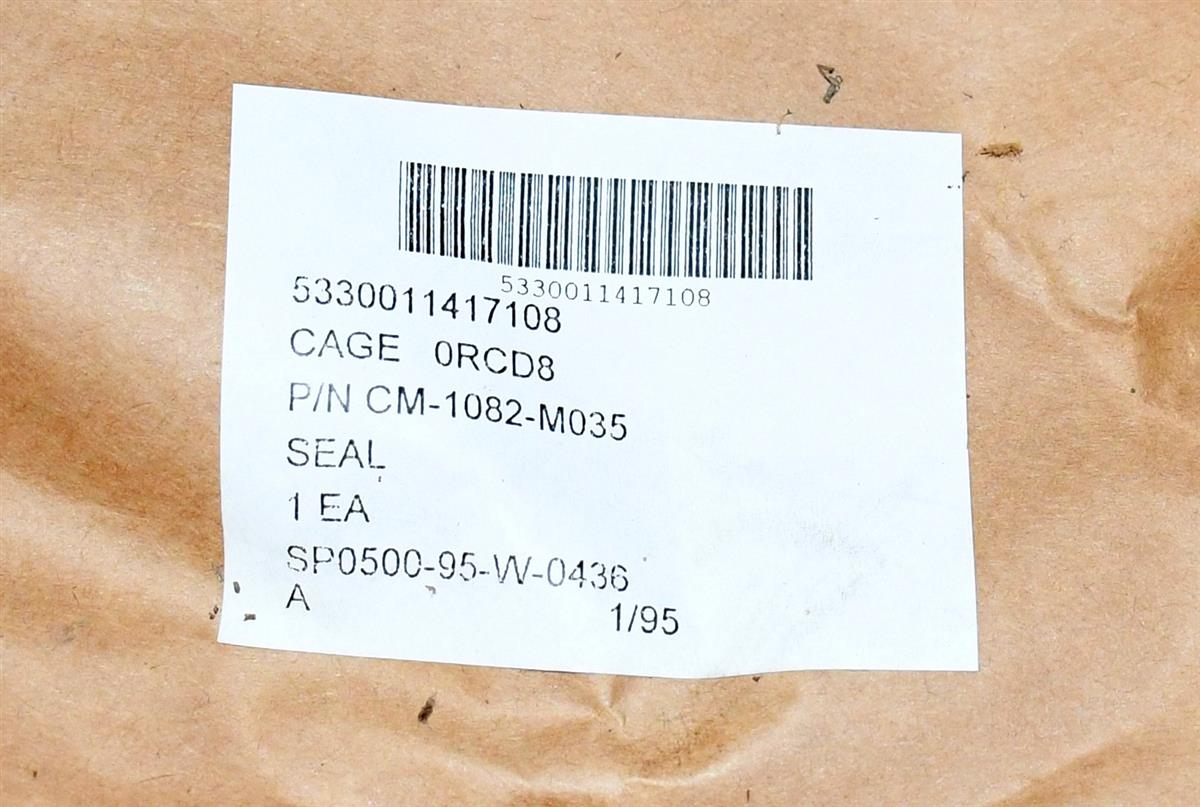 5330011417108
5330011417108
CAGE 0RCD8
P/N CM-1082-M035
SEAL
1 EA
SP0500-95-W-0436
A 1/95